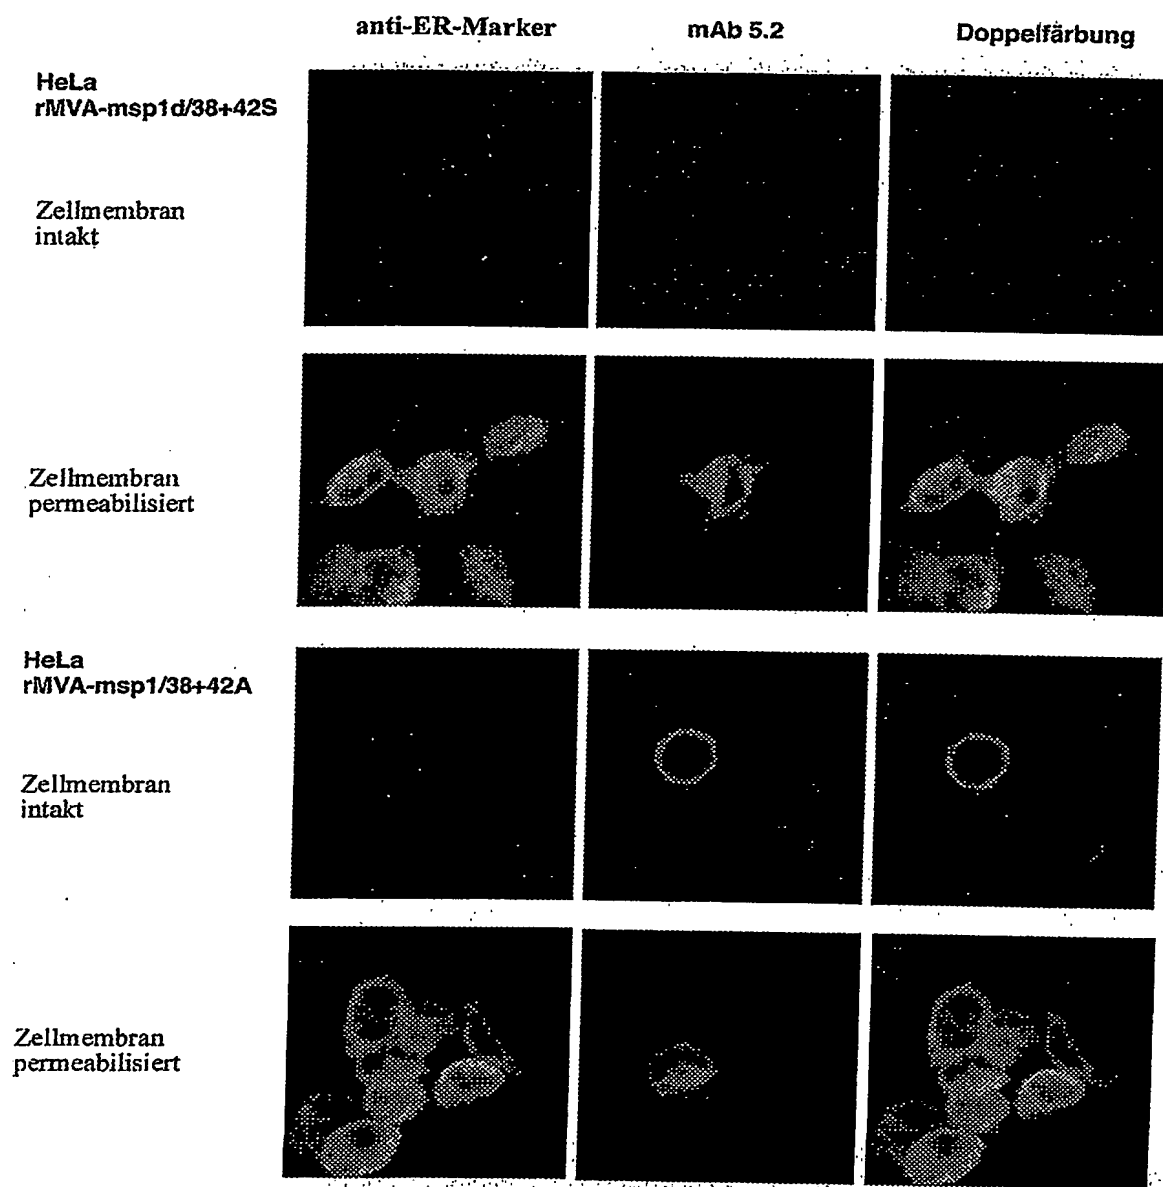 anti-ER-Marker
mAb 5.2
Doppelfärbung
HeLa
rMVA-msp1d/38+42S
Zellmembran
intakt
Zellmembran
permeabilisiert
HeLa
rMVA-msp1/38+42A
Zellmembran
intakt
Zellmembran
permeabilisiert